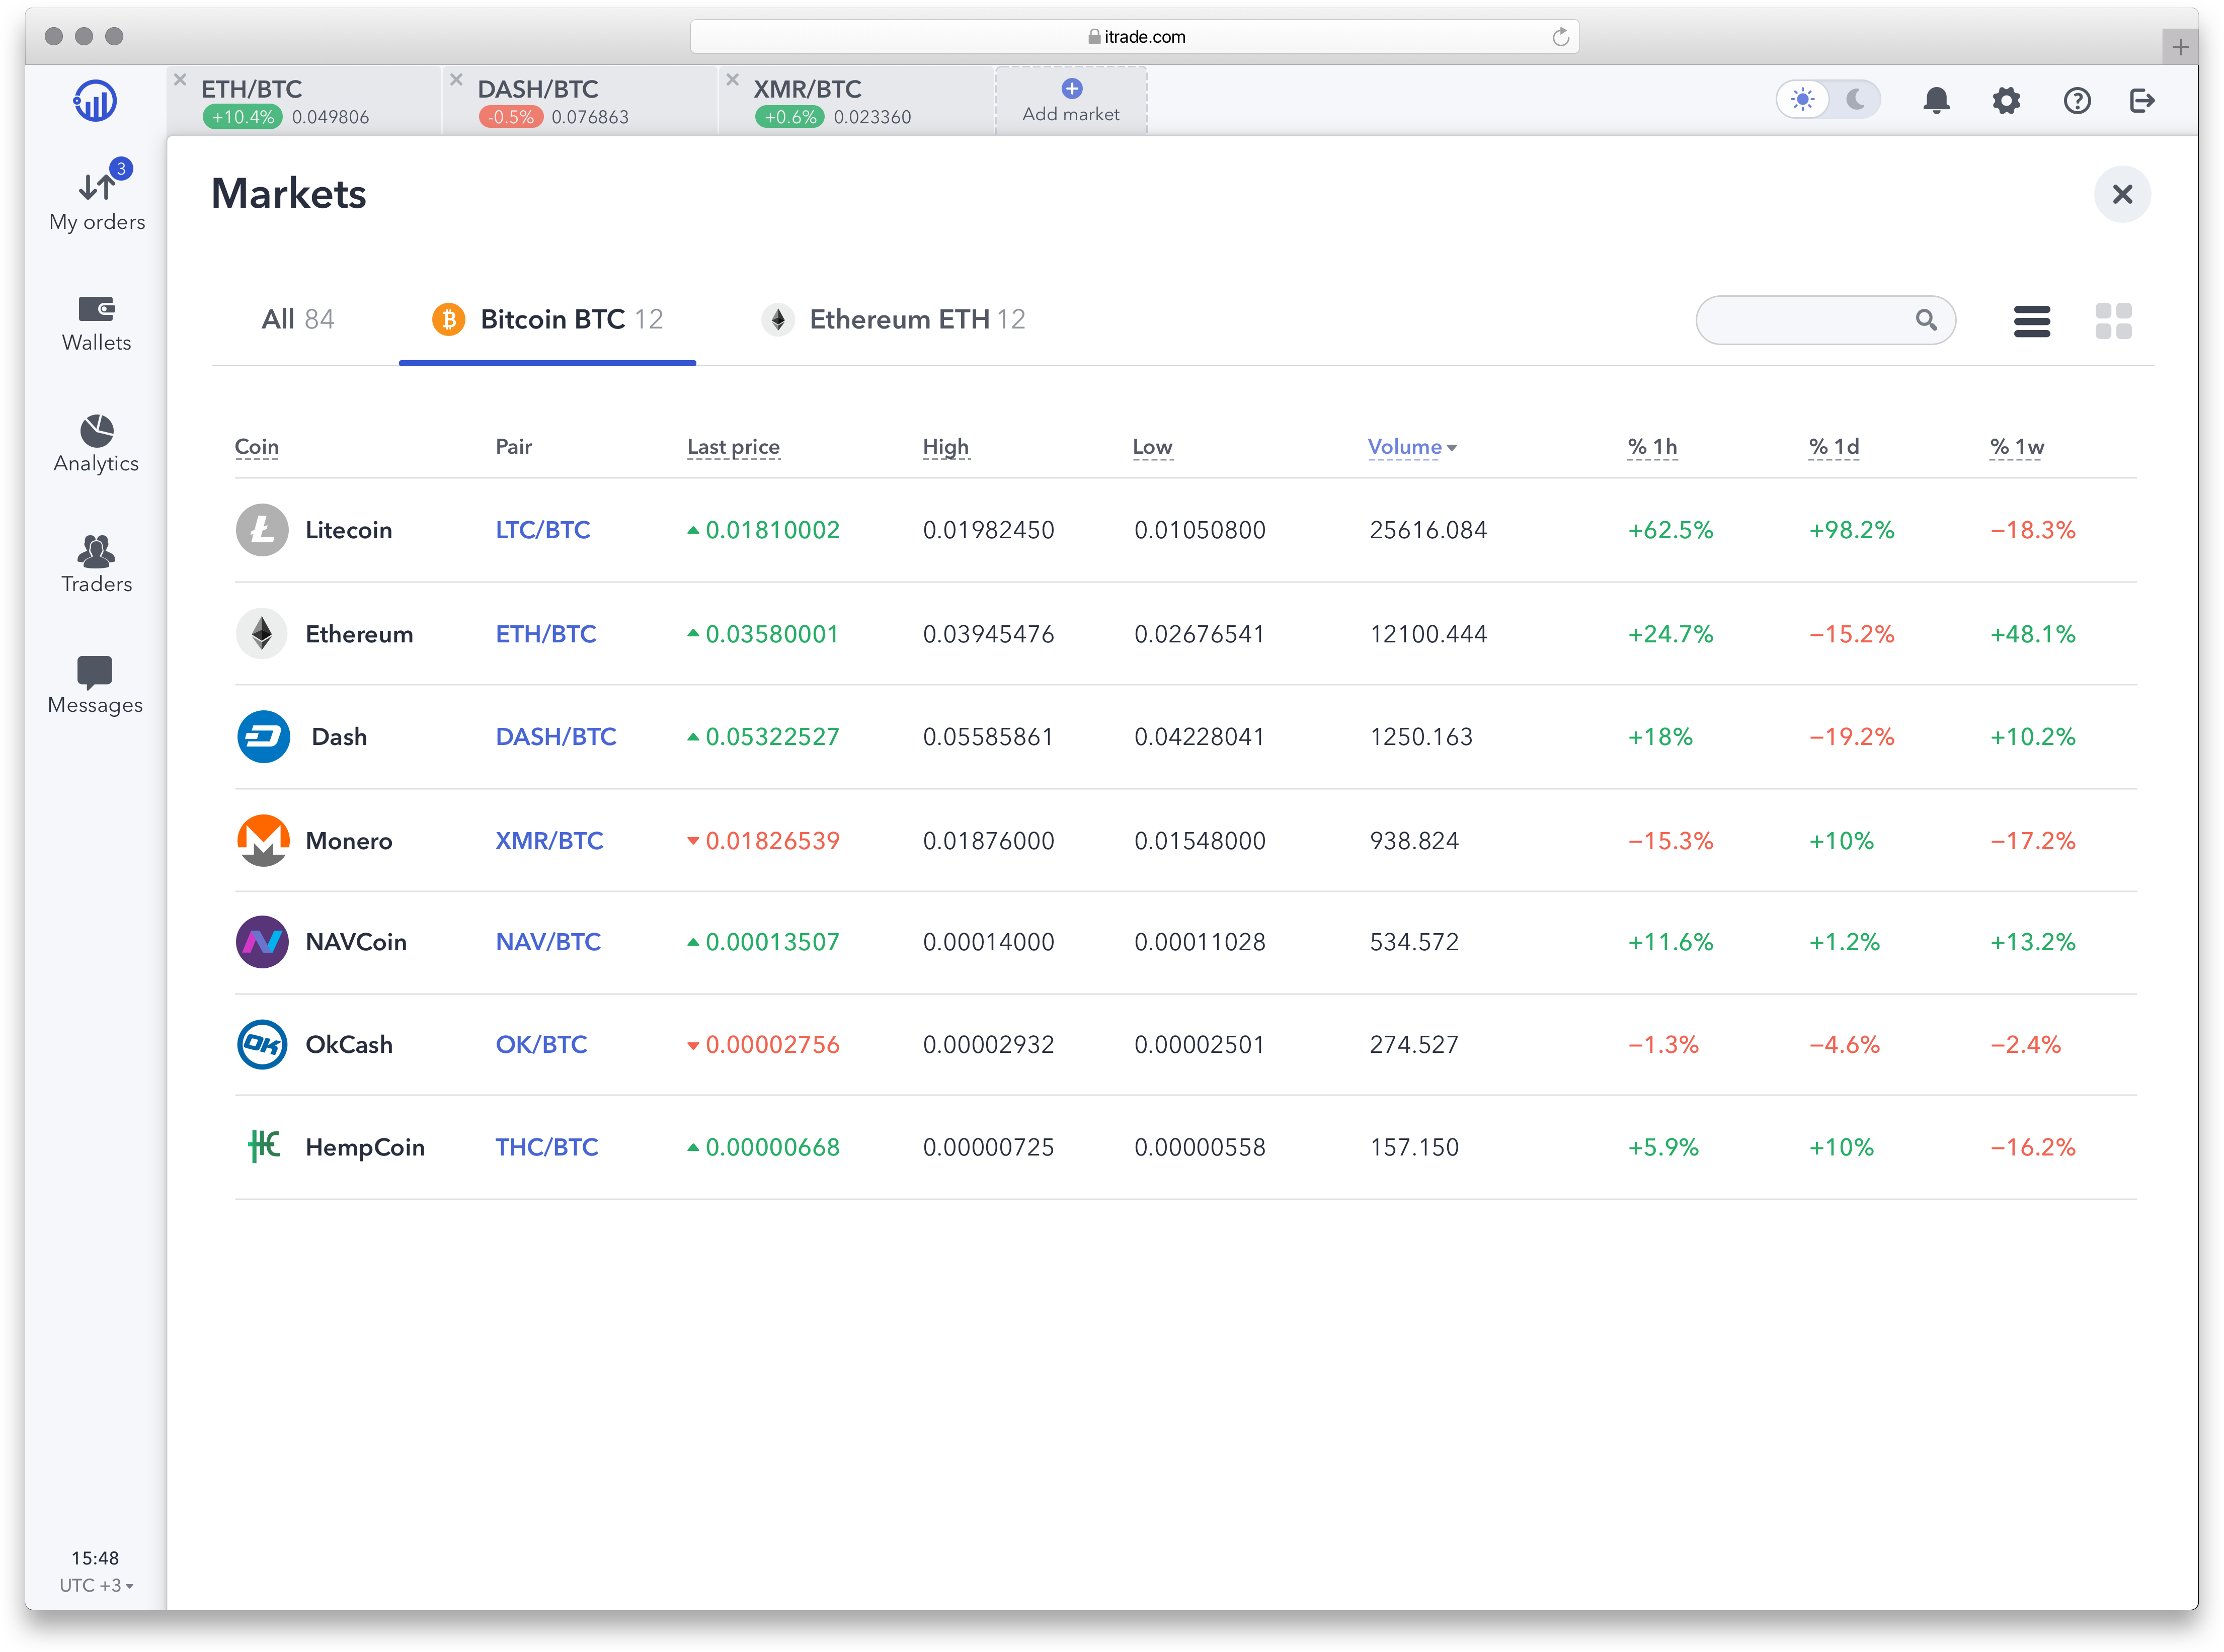 itrade.com
ETH/BTC
+10.4% 0.049806
DASH/BTC
-0.5% 0.076863
XMR/BTC
+0.6% 0.023360
Add market
3
My orders
Wallets
Analytics
Traders
Messages
15:48
UTC +3
Markets
All 84
Bitcoin BTC 12
Ethereum ETH 12
Coin Pair Last price High Low Volume % 1h % 1d % 1w
Litecoin LTC/BTC 0.01810002 0.01982450 0.01050800 25616.084 +62.5% +98.2% −18.3%
Ethereum ETH/BTC 0.03580001 0.03945476 0.02676541 12100.444 +24.7% −15.2% +48.1%
Dash DASH/BTC 0.05322527 0.05585861 0.04228041 1250.163 +18% −19.2% +10.2%
Monero XMR/BTC 0.01826539 0.01876000 0.01548000 938.824 −15.3% +10% −17.2%
NAVCoin NAV/BTC 0.00013507 0.00014000 0.00011028 534.572 +11.6% +1.2% +13.2%
OK OkCash OK/BTC 0.00002756 0.00002932 0.00002501 274.527 −1.3% −4.6% −2.4%
HempCoin THC/BTC 0.00000668 0.00000725 0.00000558 157.150 +5.9% +10% −16.2%